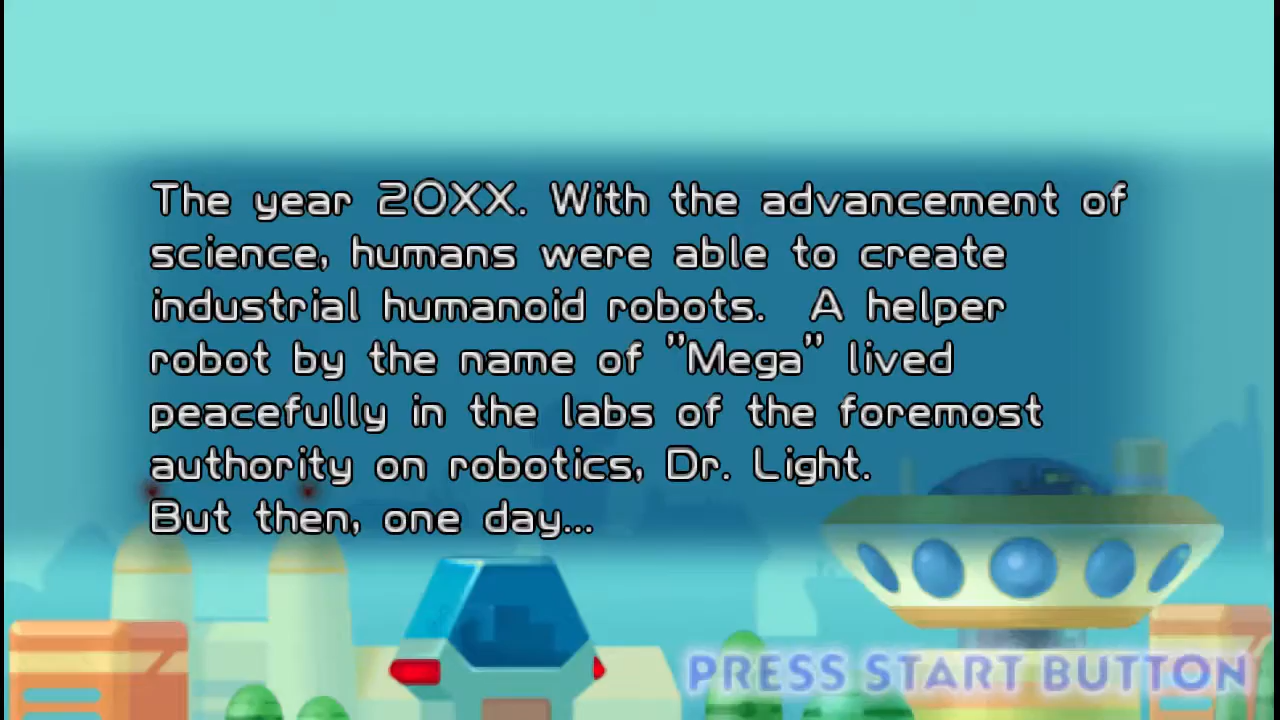 The year 20XX. With the advancement of
science, humans were able to create
industrial humanoid robots.  A helper
robot by the name of "Mega" lived
peacefully in the labs of the foremost
authority on robotics, Dr. Light.
But then, one day...
PRESS START BUTTON